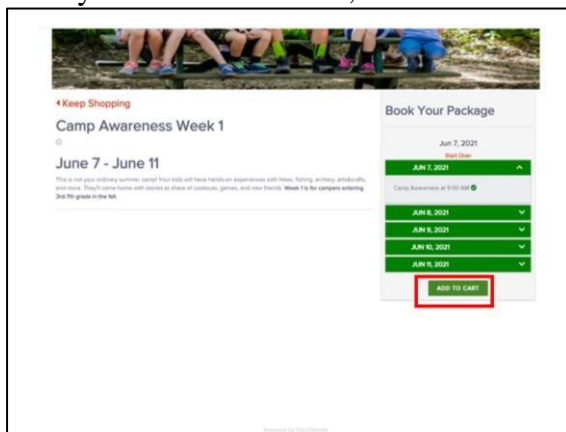 Keep Shopping
Camp Awareness Week 1
June 7 - June 11
This is not your ordinary summer camp! Your kids will have hands-on experiences with hikes, fishing, archery, arts&crafts,
and more. They'll come home with stories to share of cookouts, games, and new friends. Week 1 is for campers entering
3rd-7th grade in the fall.
Book Your Package
Jun 7, 2021
Start Over
JUN 7, 2021
Camp Awareness at 9:00 AM
JUN 8, 2021
JUN 9, 2021
JUN 10, 2021
JUN 11, 2021
ADD TO CART